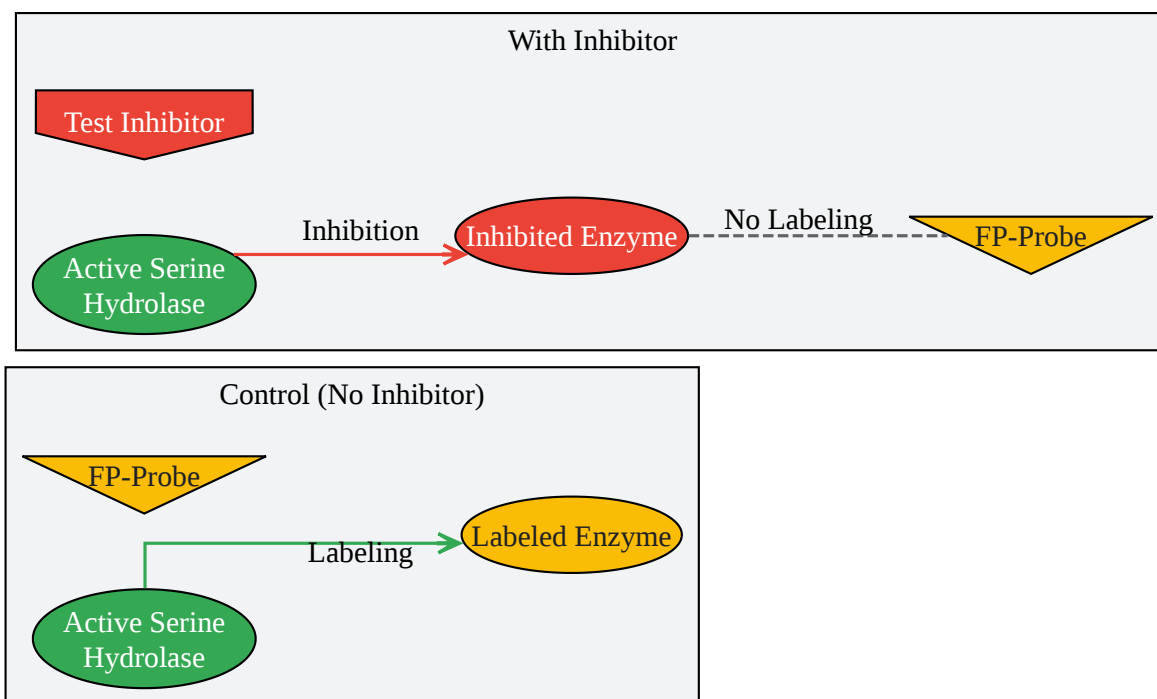 With Inhibitor
Test Inhibitor
Inhibition
Inhibited Enzyme
No Labeling
FP-Probe
Active Serine
Hydrolase
Control (No Inhibitor)
FP-Probe
Labeling
Labeled Enzyme
Active Serine
Hydrolase